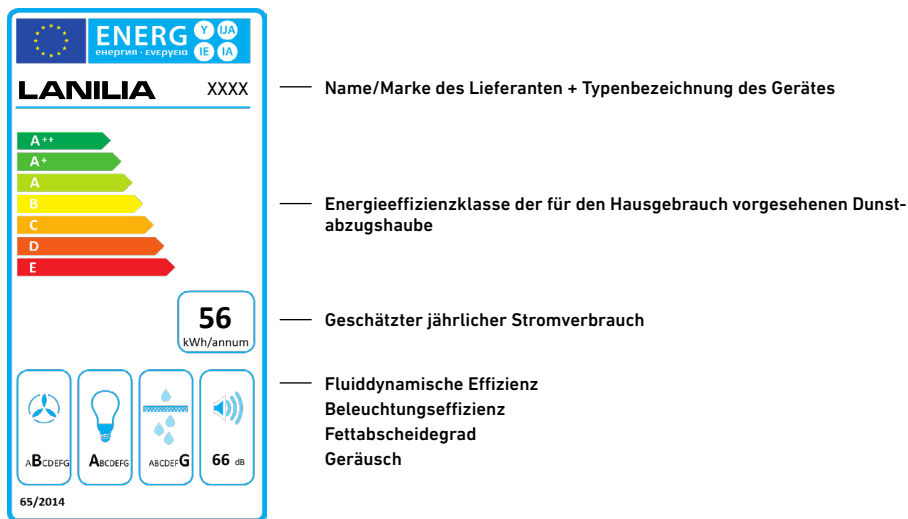 ENERG Y IJA
енергия · ενεργεια IE IA
LANILIA XXXX
Name/Marke des Lieferanten + Typenbezeichnung des Gerätes
A++
A+
A
B
C
D
E
Energieeffizienzklasse der für den Hausgebrauch vorgesehenen Dunst-
abzugshaube
56
kWh/annum
Geschätzter jährlicher Stromverbrauch
ABCDEFG
ABCDEFG
ABCDEFG
66 dB
Fluiddynamische Effizienz
Beleuchtungseffizienz
Fettabscheidegrad
Geräusch
65/2014